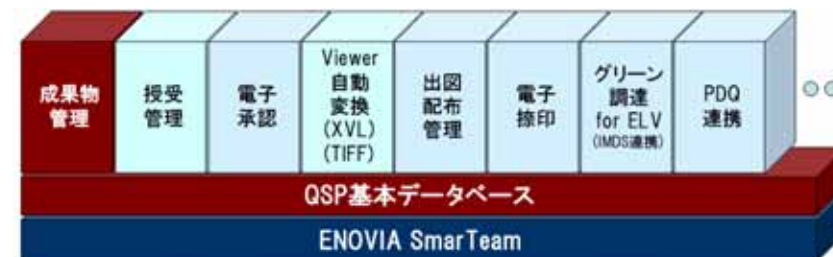 成果物
管理
授受
管理
電子
承認
Viewer
自動
変換
(XVL)
(TIFF)
出図
配布
管理
電子
捺印
グリーン
調達
for ELV
(IMDS連携)
PDQ
連携
QSP基本データベース
ENOVIA SmarTeam